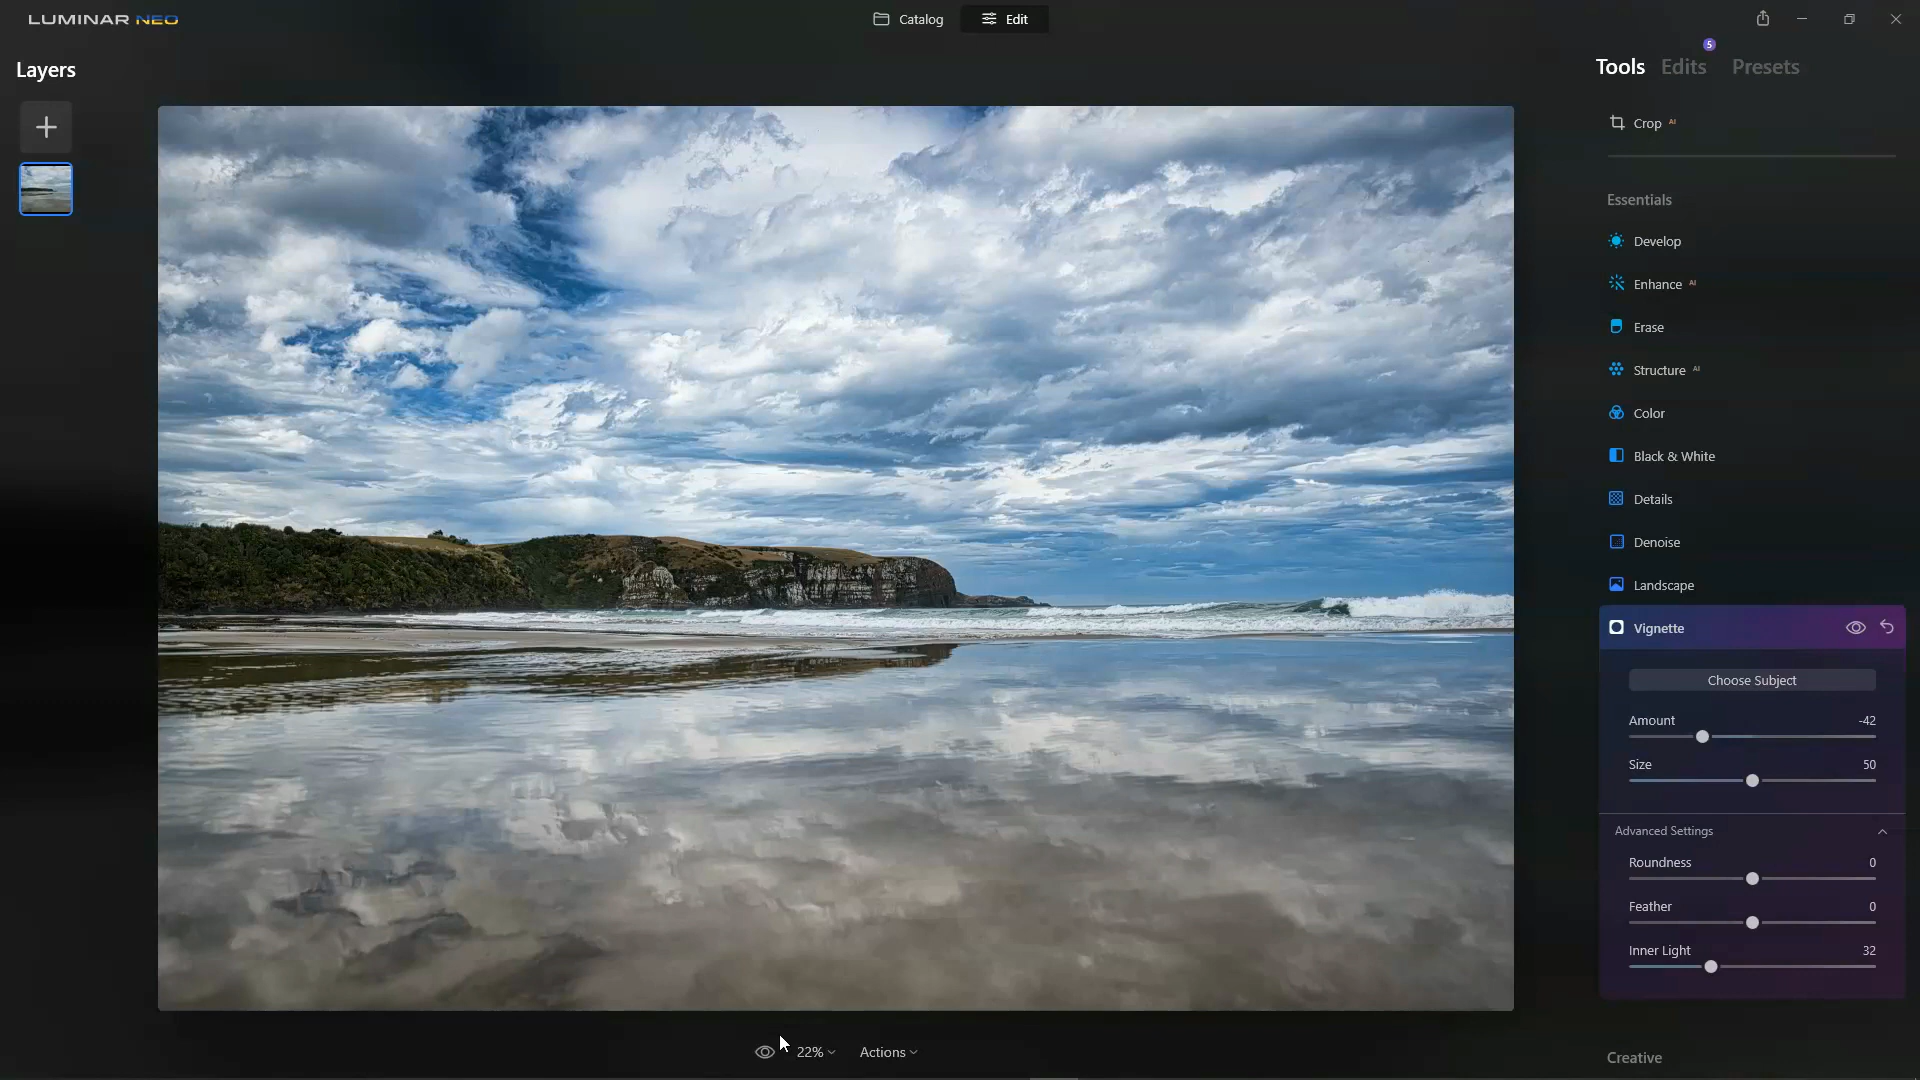 LUMINAR NEO
Catalog
Edit
Layers
5
Tools Edits Presets
Crop AI
Essentials
Develop
Enhance AI
Erase
Structure AI
Color
Black & White
Details
Denoise
Landscape
Vignette
Choose Subject
Amount -42
Size 50
Advanced Settings
Roundness 0
Feather 0
Inner Light 32
22% Actions
Creative